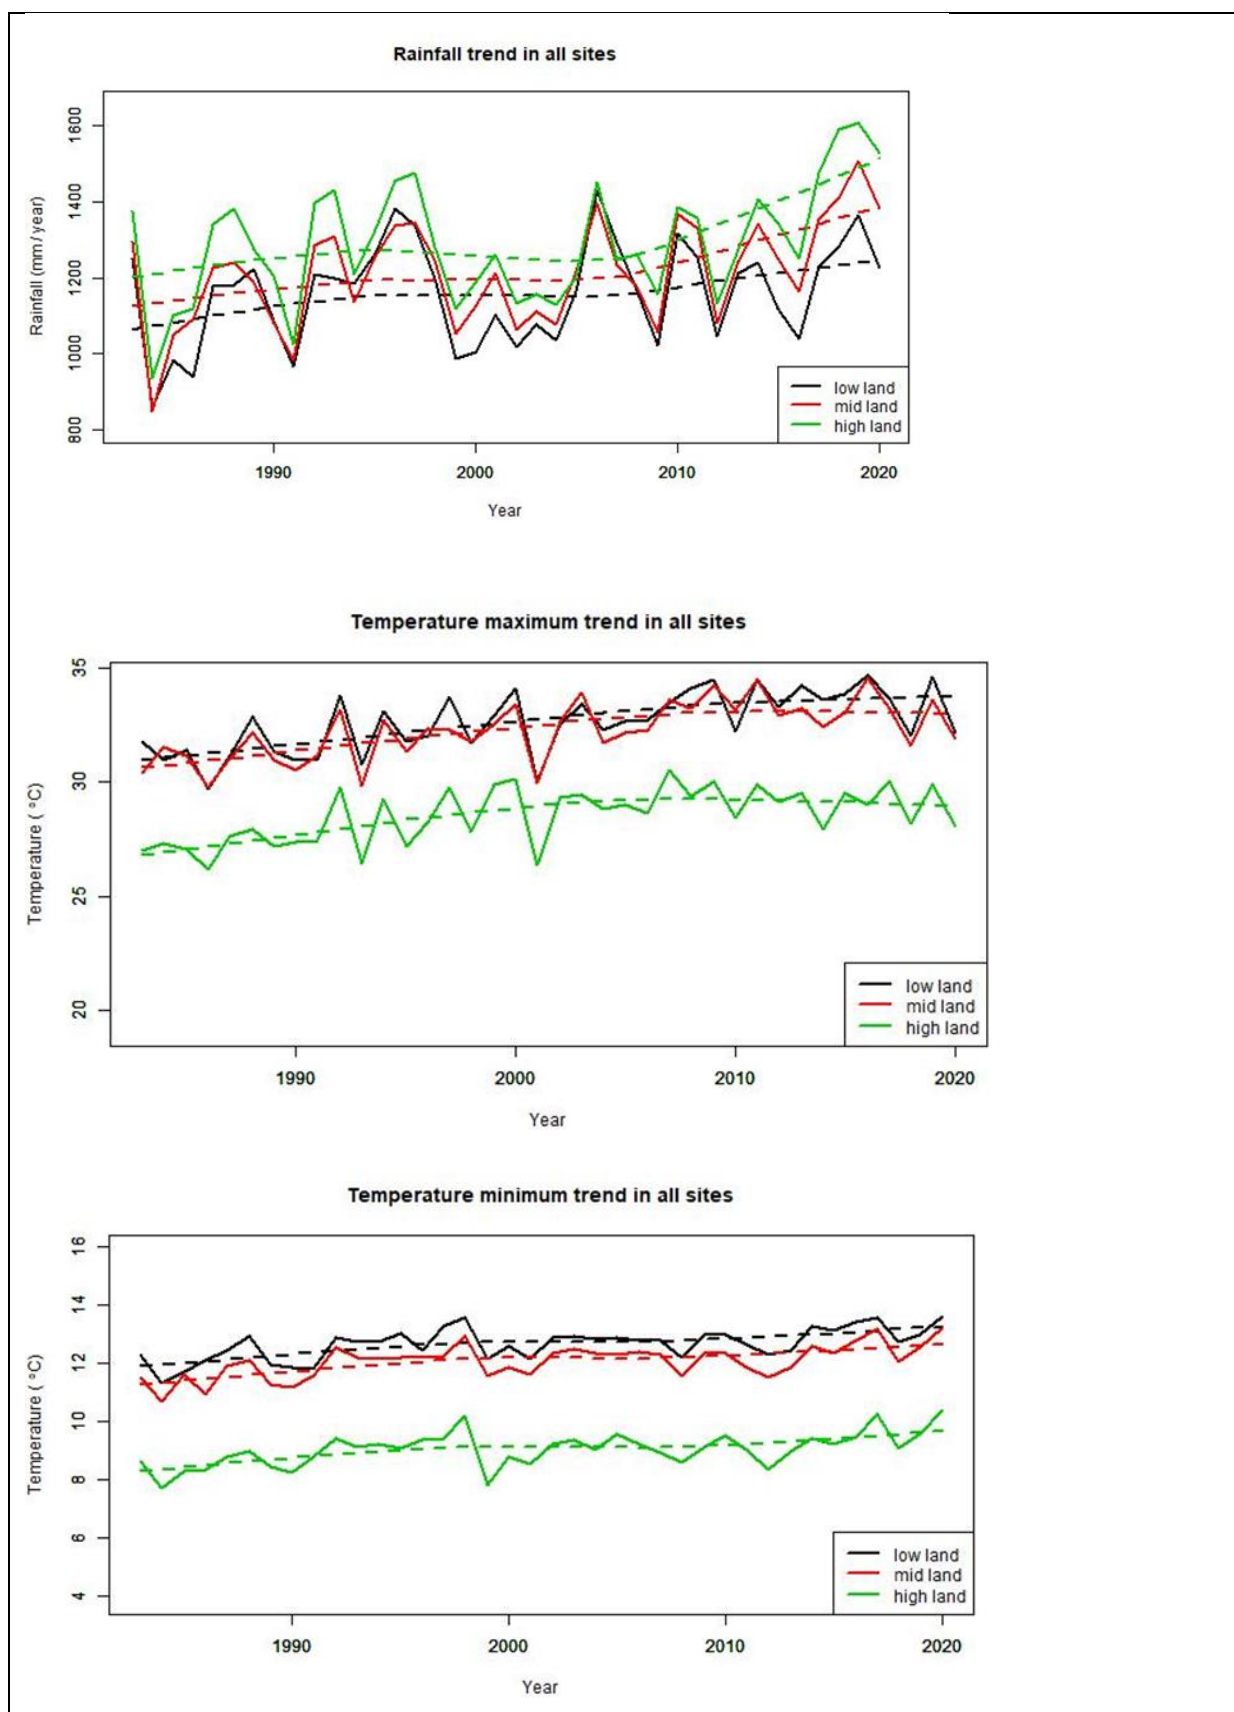 Rainfall trend in all sites
Rainfall (mm / year)
1600
1400
1200
1000
800
low land
mid land
high land
1990 2000 2010 2020
Year
Temperature maximum trend in all sites
Temperature ( °C)
35
30
25
20
low land
mid land
high land
1990 2000 2010 2020
Year
Temperature minimum trend in all sites
Temperature ( °C)
16
14
12
10
8
6
4
low land
mid land
high land
1990 2000 2010 2020
Year